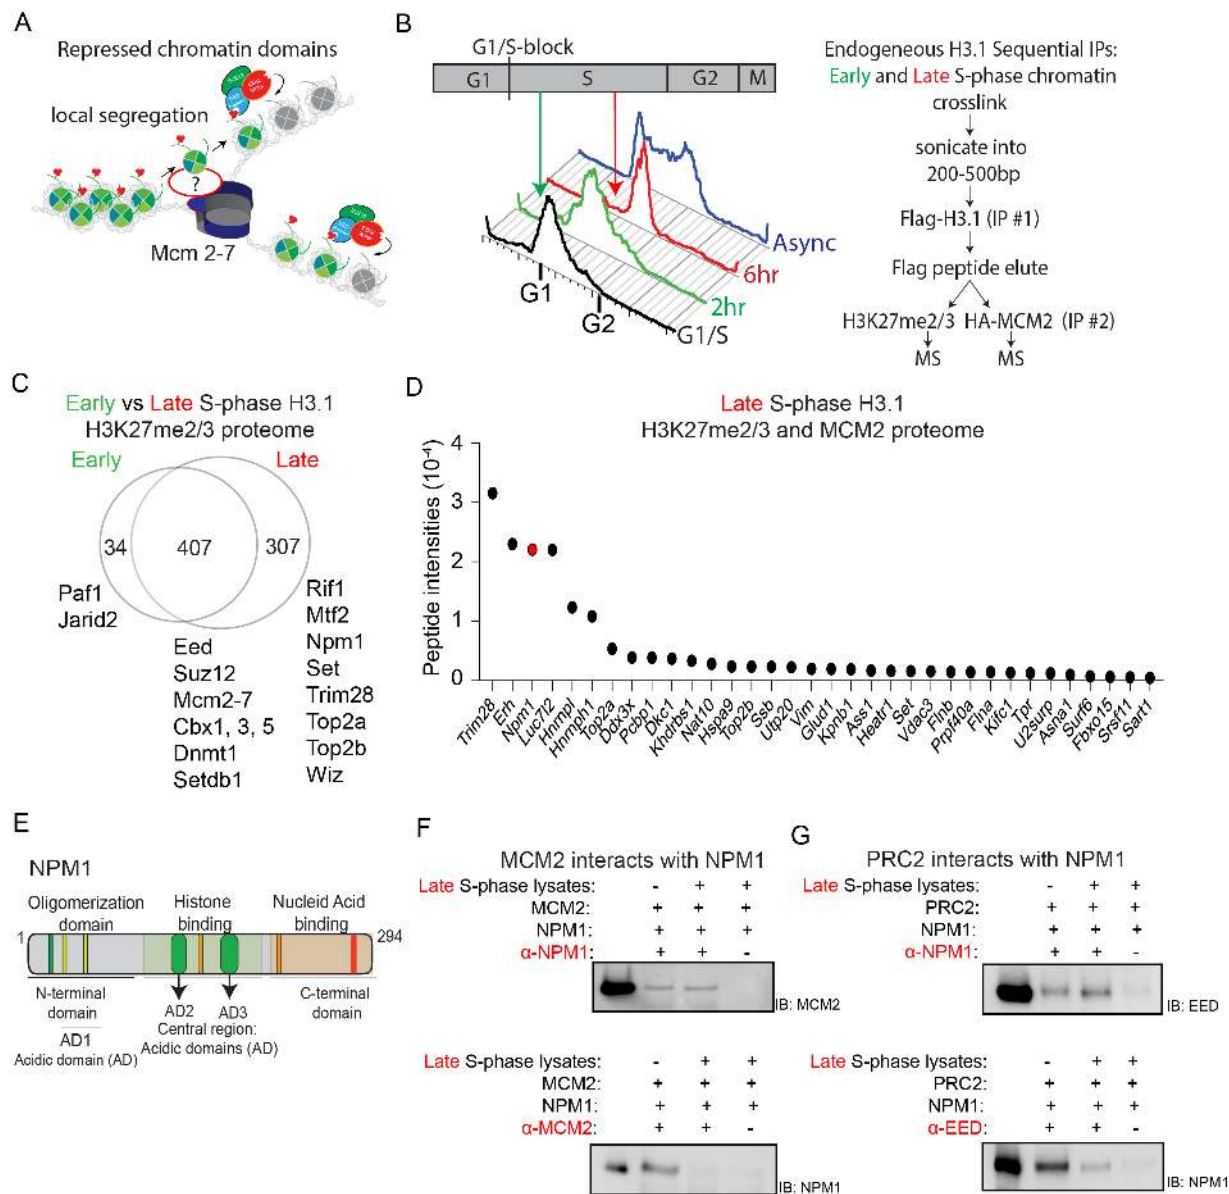 A
Repressed chromatin domains
local segregation
?
Mcm 2-7
B
G1/S-block
G1
S
G2
M
Async
6hr
2hr
G1/S
G1
G2
Endogeneous H3.1 Sequential IPs:
Early and Late S-phase chromatin
crosslink
sonicate into
200-500bp
Flag-H3.1 (IP #1)
Flag peptide elute
H3K27me2/3 HA-MCM2 (IP #2)
MS MS
C
Early vs Late S-phase H3.1
H3K27me2/3 proteome
Early Late
34 407 307
Paf1
Jarid2
Eed
Suz12
Mcm2-7
Cbx1, 3, 5
Dnmt1
Setdb1
Rif1
Mtf2
Npm1
Set
Trim28
Top2a
Top2b
Wiz
D
Late S-phase H3.1
H3K27me2/3 and MCM2 proteome
Peptide intensities (10⁻⁴)
4
3
2
1
0
Trim28
Erh
Npm1
Luc7l2
Hnrnpl
Hnrnph1
Top2a
Ddx3x
Pcbp1
Dkc1
Khdrbs1
Nat10
Hspa9
Top2b
Ssb
Utp20
Vim
Glud1
Kpnb1
Ass1
Heatr1
Set
Vdac3
Flnb
Prpf40a
Flna
Kifc1
Tpr
U2surp
Asna1
Surf6
Fbxo15
Srsf11
Sart1
E
NPM1
Oligomerization
domain
Histone
binding
Nucleid Acid
binding
1
294
N-terminal
domain
AD1
Acidic domain (AD)
AD2 AD3
Central region:
Acidic domains (AD)
C-terminal
domain
F
MCM2 interacts with NPM1
Late S-phase lysates: - + +
MCM2: + + +
NPM1: + + +
α-NPM1: + + -
IB: MCM2
Late S-phase lysates: - + +
MCM2: + + +
NPM1: + + +
α-MCM2: + + -
IB: NPM1
G
PRC2 interacts with NPM1
Late S-phase lysates: - + +
PRC2: + + +
NPM1: + + +
α-NPM1: + + -
IB: EED
Late S-phase lysates: - + +
PRC2: + + +
NPM1: + + +
α-EED: + + -
IB: NPM1